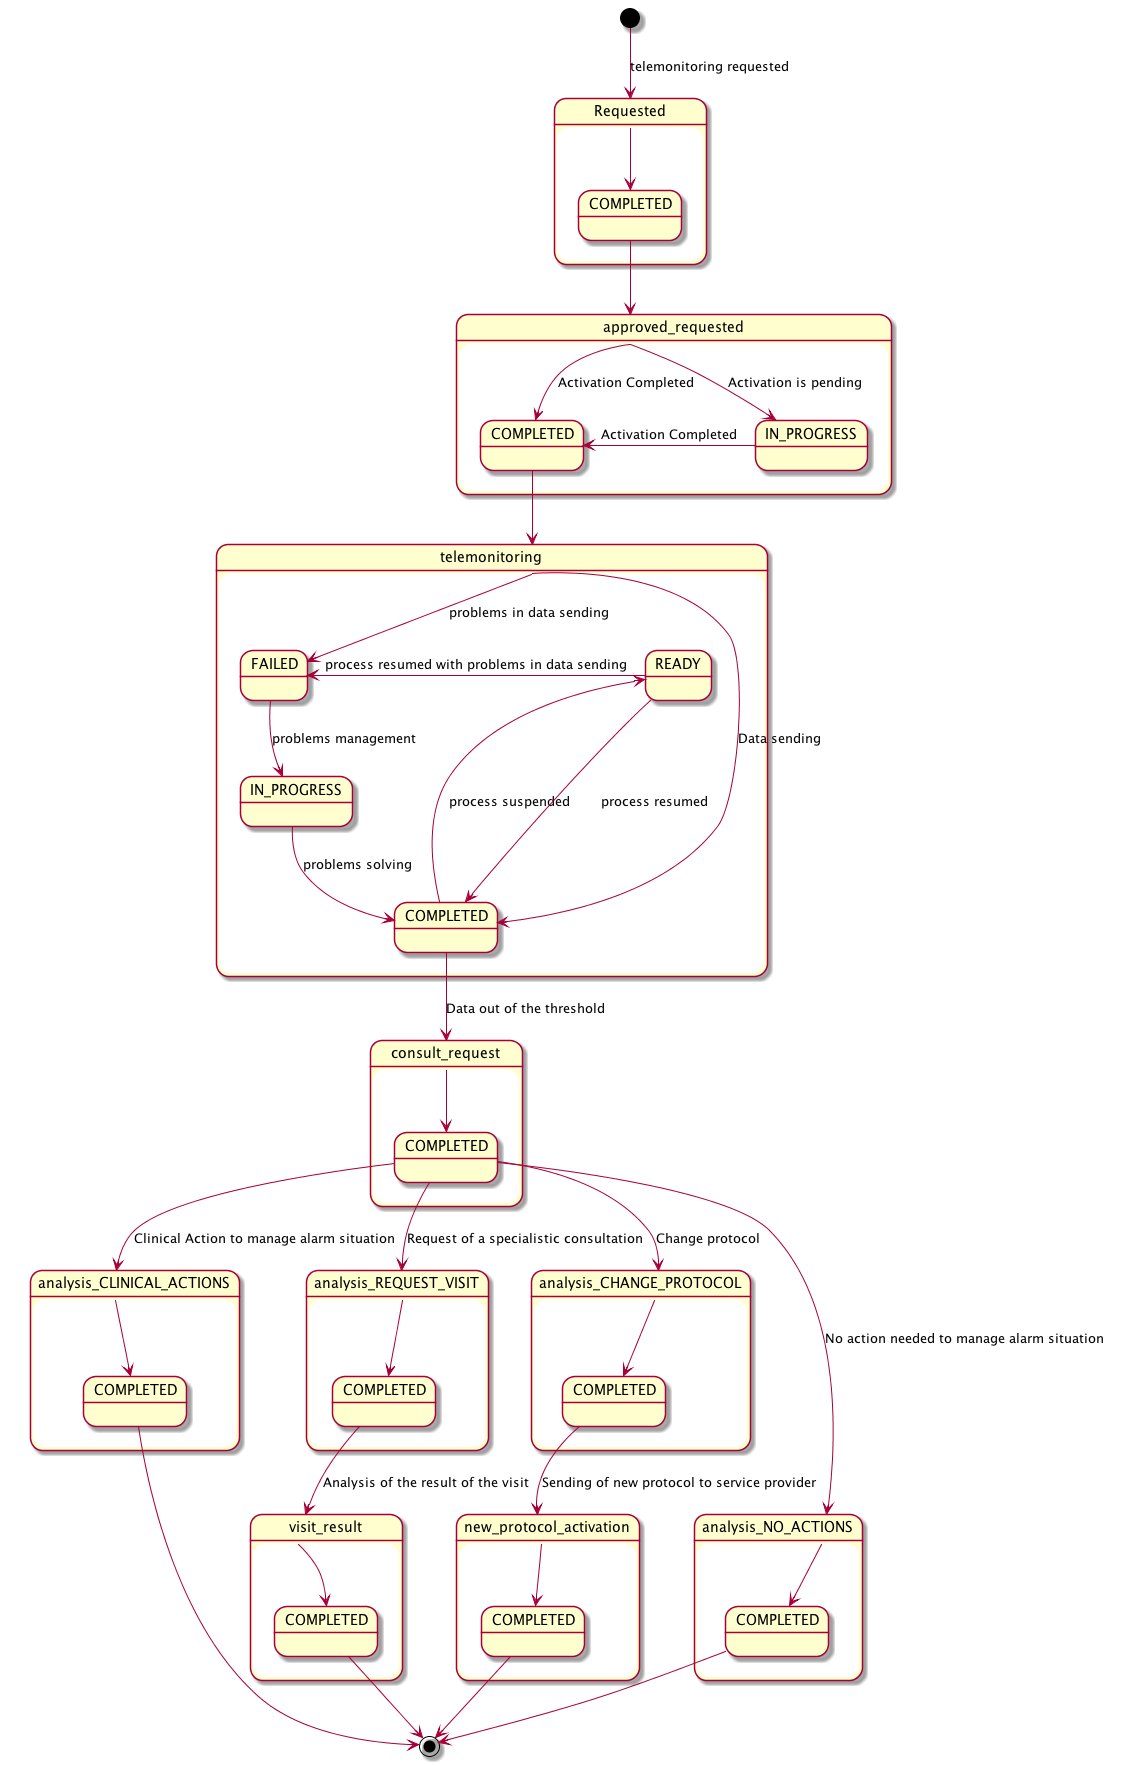 telemonitoring requested
Requested
COMPLETED
approved_requested
Activation Completed
Activation is pending
COMPLETED
Activation Completed
IN_PROGRESS
telemonitoring
problems in data sending
FAILED
process resumed with problems in data sending
READY
problems management
Data sending
IN_PROGRESS
process suspended
process resumed
problems solving
COMPLETED
Data out of the threshold
consult_request
COMPLETED
Clinical Action to manage alarm situation
Request of a specialistic consultation
Change protocol
analysis_CLINICAL_ACTIONS
analysis_REQUEST_VISIT
analysis_CHANGE_PROTOCOL
No action needed to manage alarm situation
COMPLETED
COMPLETED
COMPLETED
Analysis of the result of the visit
Sending of new protocol to service provider
visit_result
new_protocol_activation
analysis_NO_ACTIONS
COMPLETED
COMPLETED
COMPLETED